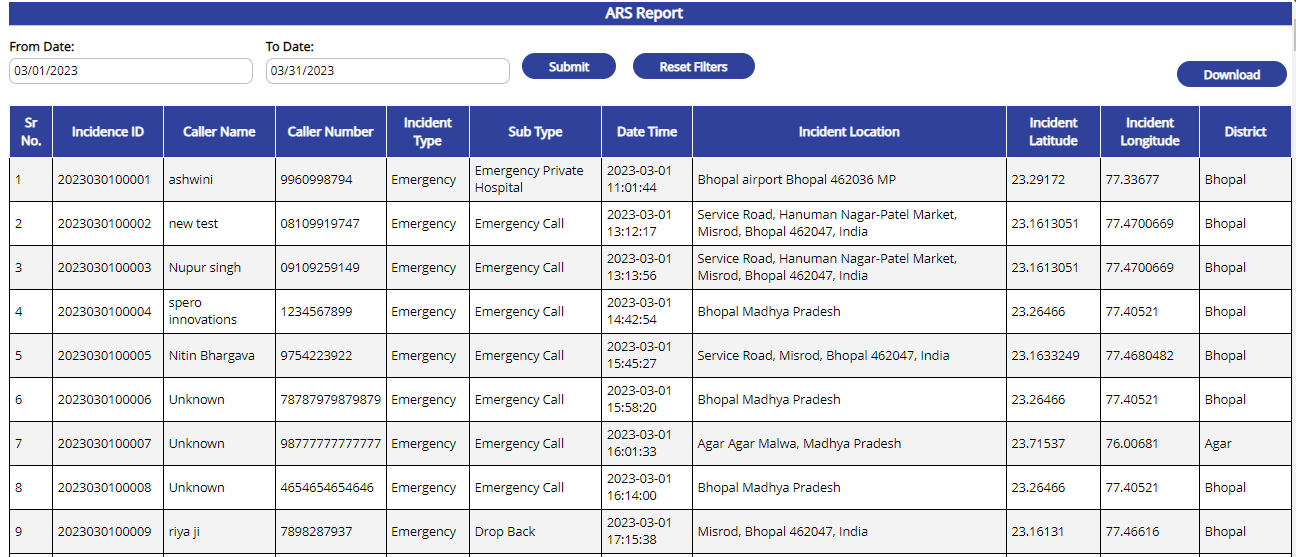 ARS Report
From Date:
To Date:
03/01/2023
03/31/2023
Submit
Reset Filters
Download
Sr No. Incidence ID Caller Name Caller Number Incident Type Sub Type Date Time Incident Location Incident Latitude Incident Longitude District
1 2023030100001 ashwini 9960998794 Emergency Emergency Private Hospital 2023-03-01 11:01:44 Bhopal airport Bhopal 462036 MP 23.29172 77.33677 Bhopal
2 2023030100002 new test 08109919747 Emergency Emergency Call 2023-03-01 13:12:17 Service Road, Hanuman Nagar-Patel Market, Misrod, Bhopal 462047, India 23.1613051 77.4700669 Bhopal
3 2023030100003 Nupur singh 09109259149 Emergency Emergency Call 2023-03-01 13:13:56 Service Road, Hanuman Nagar-Patel Market, Misrod, Bhopal 462047, India 23.1613051 77.4700669 Bhopal
4 2023030100004 spero innovations 1234567899 Emergency Emergency Call 2023-03-01 14:42:54 Bhopal Madhya Pradesh 23.26466 77.40521 Bhopal
5 2023030100005 Nitin Bhargava 9754223922 Emergency Emergency Call 2023-03-01 15:45:27 Service Road, Misrod, Bhopal 462047, India 23.1633249 77.4680482 Bhopal
6 2023030100006 Unknown 78787979879879 Emergency Emergency Call 2023-03-01 15:58:20 Bhopal Madhya Pradesh 23.26466 77.40521 Bhopal
7 2023030100007 Unknown 98777777777777 Emergency Emergency Call 2023-03-01 16:01:33 Agar Agar Malwa, Madhya Pradesh 23.71537 76.00681 Agar
8 2023030100008 Unknown 4654654654646 Emergency Emergency Call 2023-03-01 16:14:00 Bhopal Madhya Pradesh 23.26466 77.40521 Bhopal
9 2023030100009 riya ji 7898287937 Emergency Drop Back 2023-03-01 17:15:38 Misrod, Bhopal 462047, India 23.16131 77.46616 Bhopal